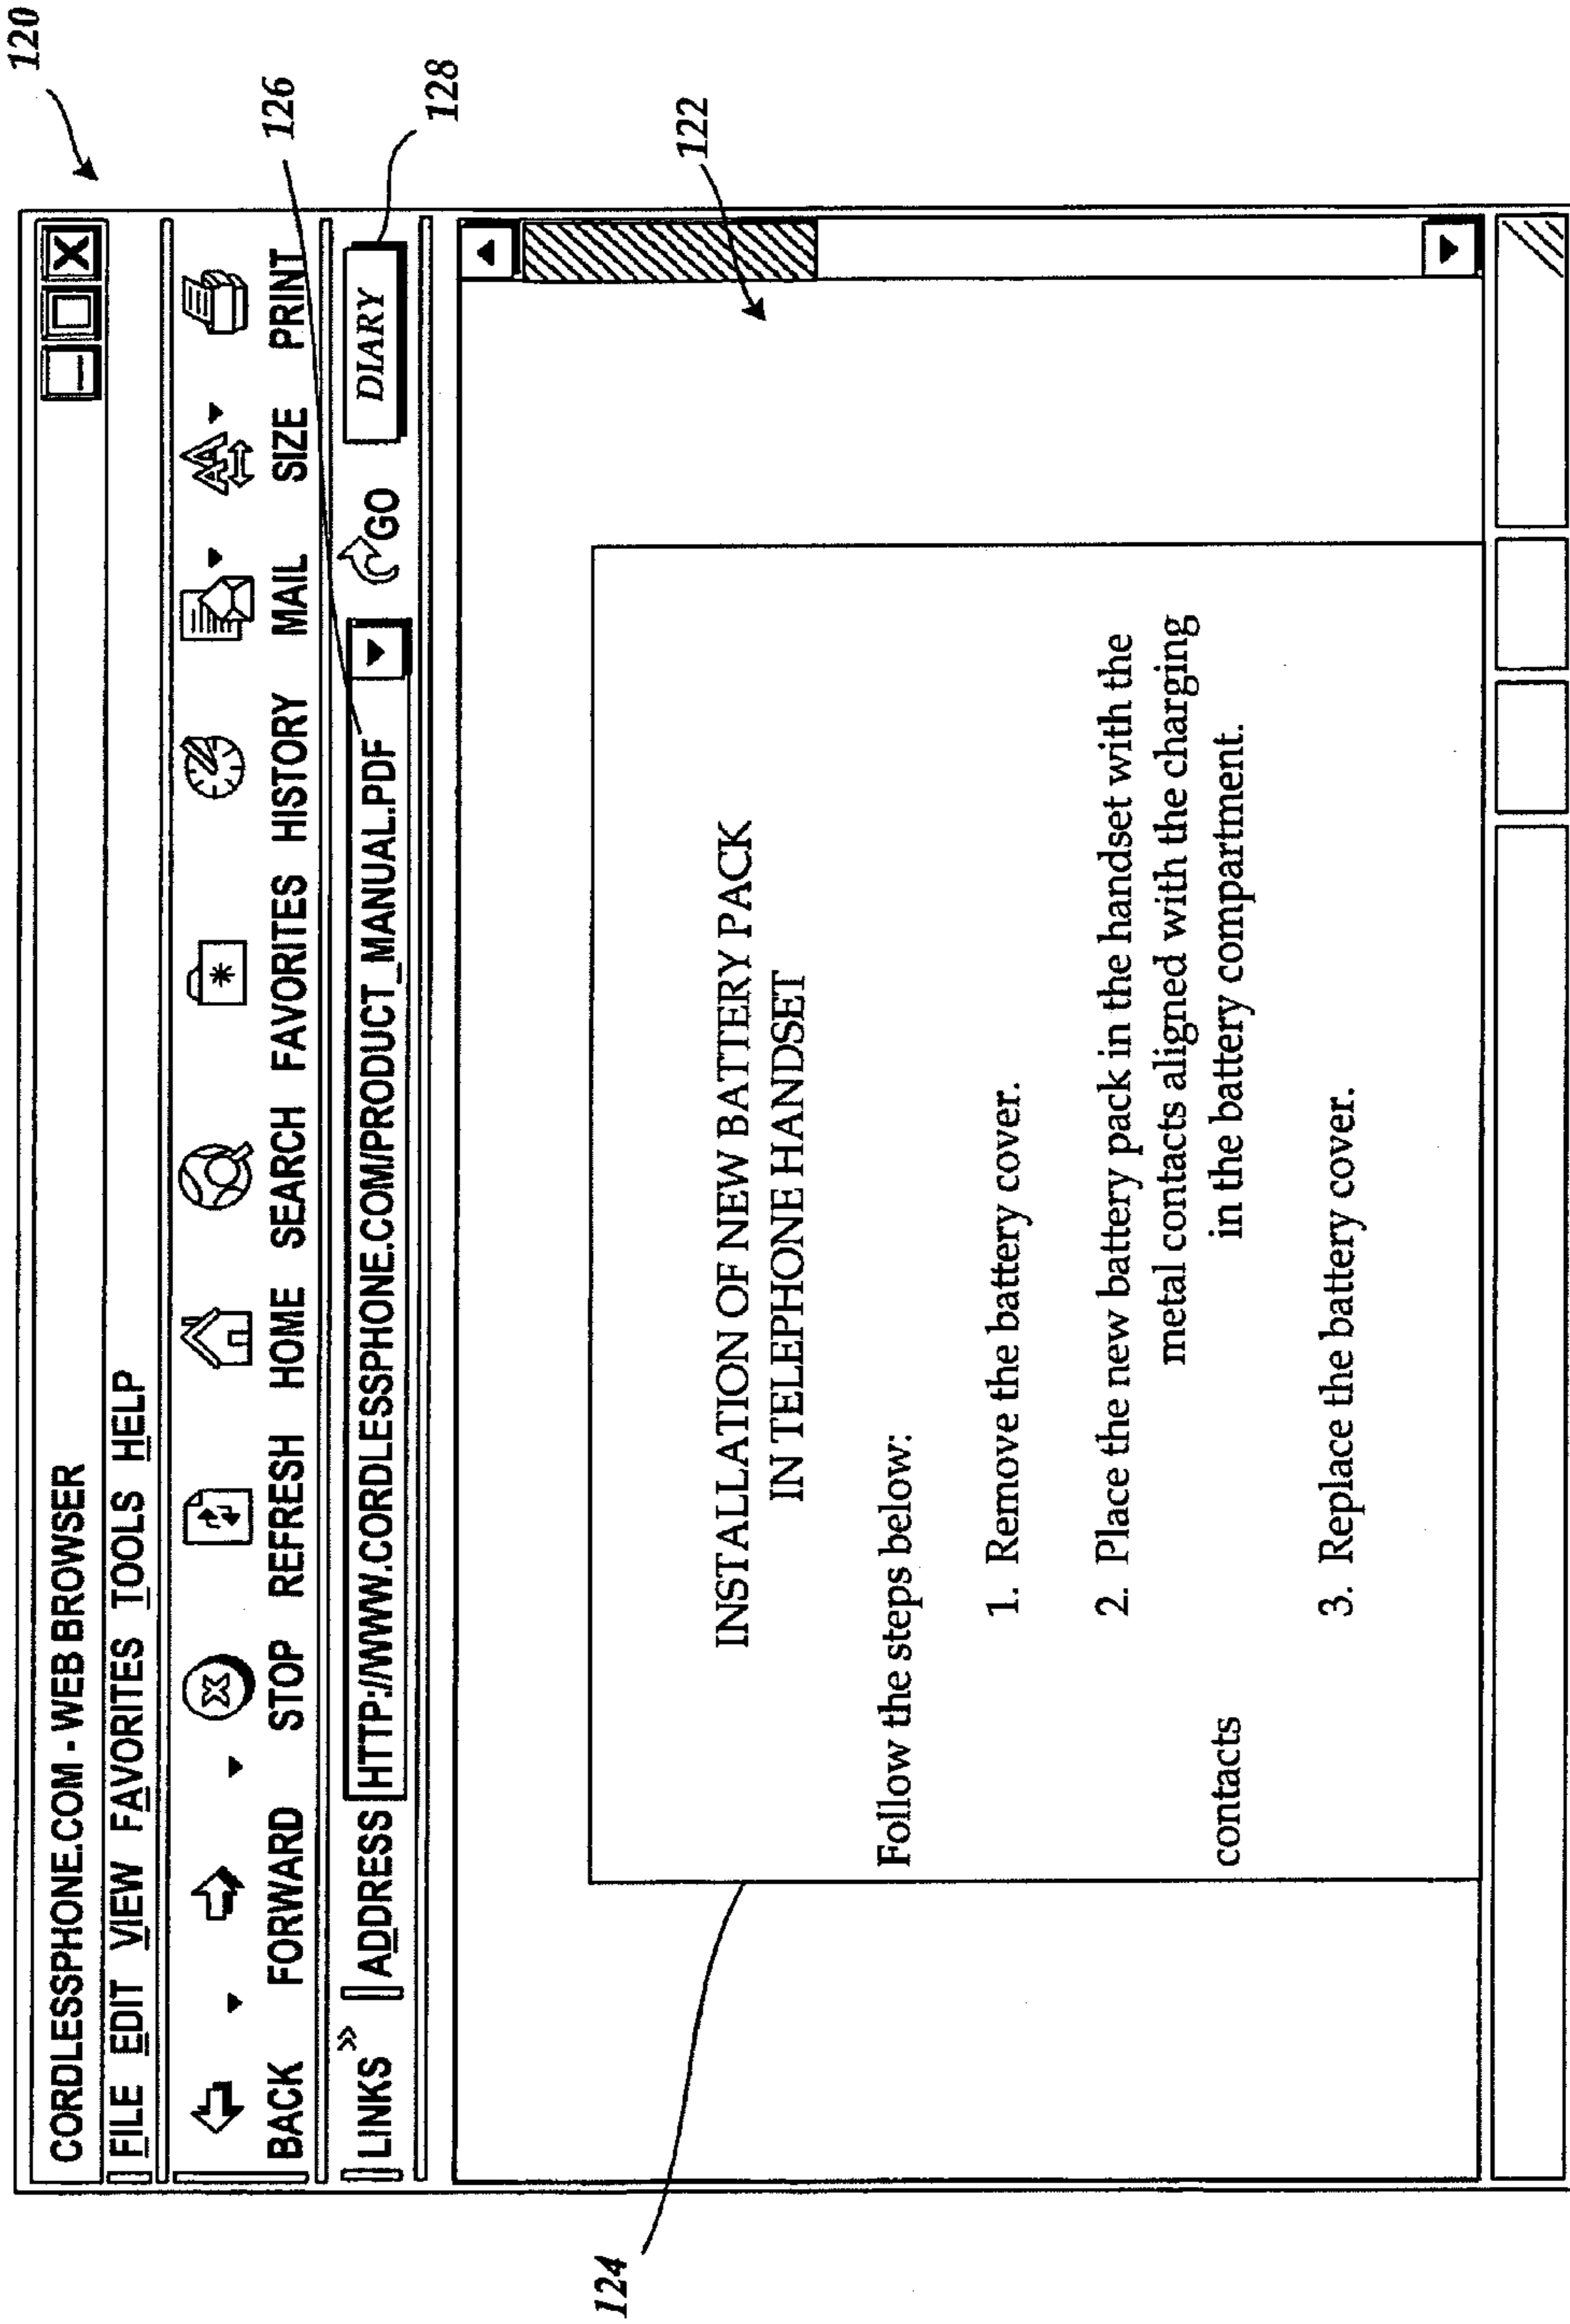 120
CORDLESSPHONE.COM - WEB BROWSER
FILE EDIT VIEW FAVORITES TOOLS HELP
BACK FORWARD STOP REFRESH HOME SEARCH FAVORITES HISTORY MAIL SIZE PRINT
126
LINKS » ADDRESS HTTP://WWW.CORDLESSPHONE.COM/PRODUCT_MANUAL.PDF GO DIARY
128
122
INSTALLATION OF NEW BATTERY PACK
IN TELEPHONE HANDSET
Follow the steps below:
1. Remove the battery cover.
2. Place the new battery pack in the handset with the
metal contacts aligned with the charging
contacts in the battery compartment.
3. Replace the battery cover.
124